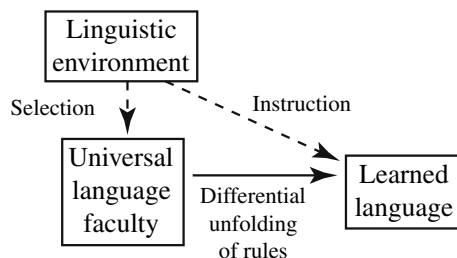 Linguistic
environment
Selection
Instruction
Universal
language
faculty
Differential
unfolding
of rules
Learned
language